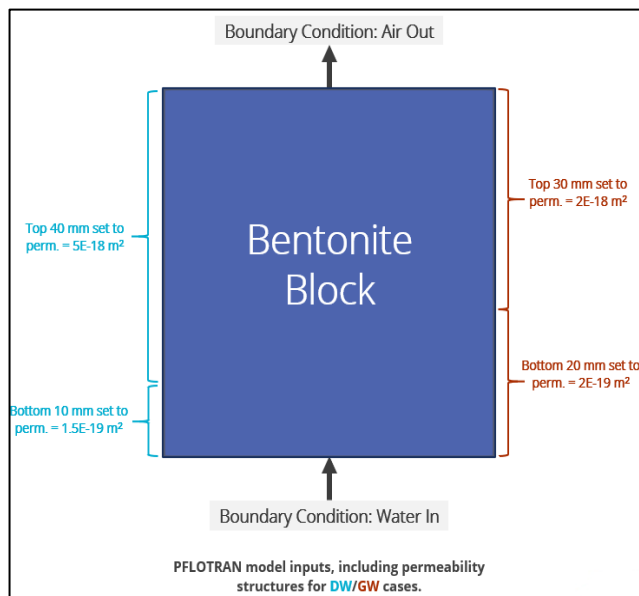 Boundary Condition: Air Out
Top 30 mm set to
perm. = 2E-18 m²
Top 40 mm set to
perm. = 5E-18 m²
Bentonite
Block
Bottom 20 mm set to
perm. = 2E-19 m²
Bottom 10 mm set to
perm. = 1.5E-19 m²
Boundary Condition: Water In
PFLOTRAN model inputs, including permeability
structures for DW/GW cases.